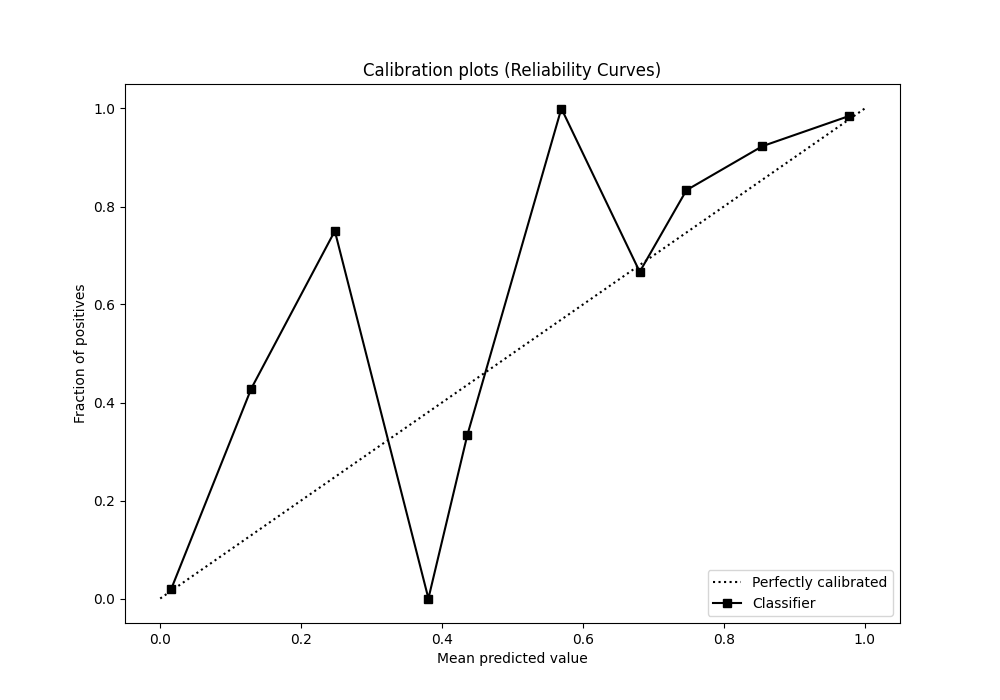 Calibration plots (Reliability Curves)
1.0
0.8
0.6
0.4
0.2
0.0
Fraction of positives
0.0 0.2 0.4 0.6 0.8 1.0
Mean predicted value
Perfectly calibrated
Classifier